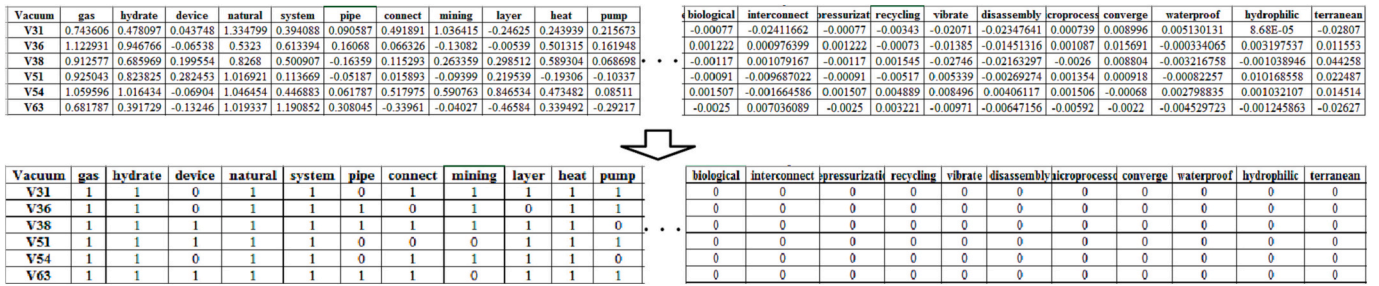 Vacuum gas hydrate device natural system pipe connect mining layer heat pump biological interconnect pressurizat recycling vibrate disassembly croprocess converge waterproof hydrophilic terranean
V31 0.743606 0.478097 0.043748 1.334799 0.394088 0.090587 0.491891 1.036415 -0.24625 0.243939 0.215673 -0.00077 -0.02411662 -0.00077 -0.00343 -0.02071 -0.02347641 0.000739 0.008996 0.005130131 8.68E-05 -0.02807
V36 1.122931 0.946766 -0.06538 0.5323 0.613394 0.16068 0.066326 -0.13082 -0.00539 0.501315 0.161948 0.001222 0.000976399 0.001222 -0.00073 -0.01385 -0.01451316 0.001087 0.015691 -0.000334065 0.003197537 0.011553
V38 0.912577 0.685969 0.199554 0.8268 0.500907 -0.16359 0.115293 0.263359 0.298512 0.589304 0.068698 . . . -0.00117 0.001079167 -0.00117 0.001545 -0.02746 -0.02163297 -0.0026 0.008804 -0.003216758 -0.001038946 0.044258
V51 0.925043 0.823825 0.282453 1.016921 0.113669 -0.05187 0.015893 -0.09399 0.219539 -0.19306 -0.10337 -0.00091 -0.009687022 -0.00091 -0.00517 0.005339 -0.00269274 0.001354 0.000918 -0.00082257 0.010168558 0.022487
V54 1.059596 1.016434 -0.06904 1.046454 0.446883 0.061787 0.517975 0.590763 0.846534 0.473482 0.08511 0.001507 -0.001664586 0.001507 0.004889 0.008496 0.00406117 0.001506 -0.00068 0.002798835 0.001032107 0.014514
V63 0.681787 0.391729 -0.13246 1.019337 1.190852 0.308045 -0.33961 -0.04027 -0.46584 0.339492 -0.29217 -0.0025 0.007036089 -0.0025 0.003221 -0.00971 -0.00647156 -0.00592 -0.0022 -0.004529723 -0.001245863 -0.02627
Vacuum gas hydrate device natural system pipe connect mining layer heat pump biological interconnect epressurizati recycling vibrate disassembly icroprocesso converge waterproof hydrophilic terranean
V31 1 1 0 1 1 0 1 1 1 1 1 0 0 0 0 0 0 0 0 0 0 0
V36 1 1 0 1 1 1 0 1 0 1 1 0 0 0 0 0 0 0 0 0 0 0
V38 1 1 1 1 1 1 1 1 1 1 0 . . . 0 0 0 0 0 0 0 0 0 0 0
V51 1 1 1 1 1 0 0 0 1 1 1 0 0 0 0 0 0 0 0 0 0 0
V54 1 1 0 1 1 0 1 1 1 1 0 0 0 0 0 0 0 0 0 0 0 0
V63 1 1 1 1 1 1 1 0 1 1 1 0 0 0 0 0 0 0 0 0 0 0